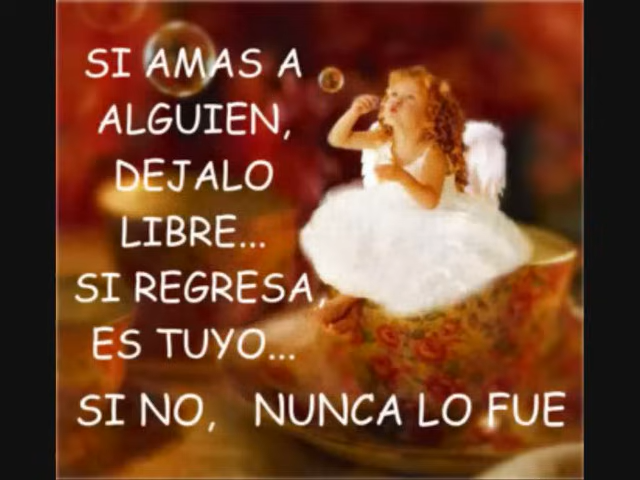 SI AMAS A
ALGUIEN,
DEJALO
LIBRE...
SI REGRESA,
ES TUYO...
SI NO, NUNCA LO FUE